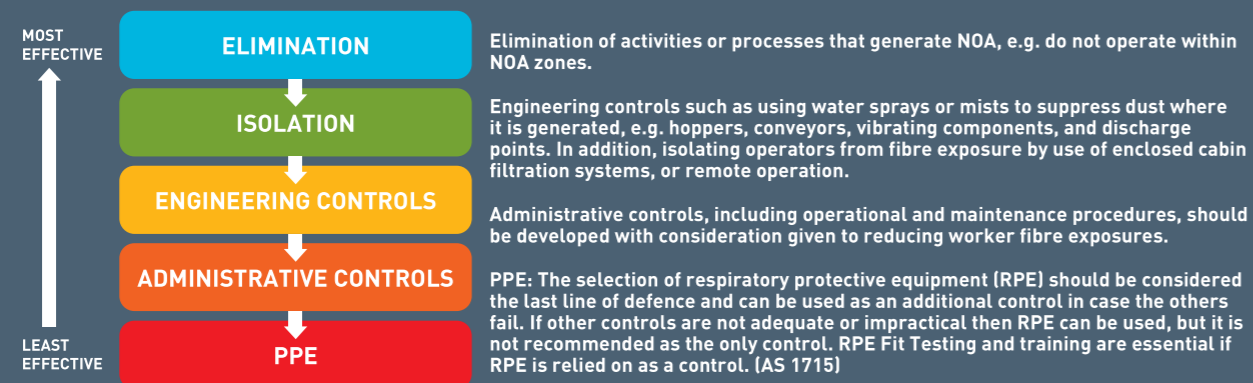 MOST
EFFECTIVE
ELIMINATION
ISOLATION
ENGINEERING CONTROLS
ADMINISTRATIVE CONTROLS
PPE
LEAST
EFFECTIVE
Elimination of activities or processes that generate NOA, e.g. do not operate within
NOA zones.
Engineering controls such as using water sprays or mists to suppress dust where
it is generated, e.g. hoppers, conveyors, vibrating components, and discharge
points. In addition, isolating operators from fibre exposure by use of enclosed cabin
filtration systems, or remote operation.
Administrative controls, including operational and maintenance procedures, should
be developed with consideration given to reducing worker fibre exposures.
PPE: The selection of respiratory protective equipment (RPE) should be considered
the last line of defence and can be used as an additional control in case the others
fail. If other controls are not adequate or impractical then RPE can be used, but it is
not recommended as the only control. RPE Fit Testing and training are essential if
RPE is relied on as a control. (AS 1715)